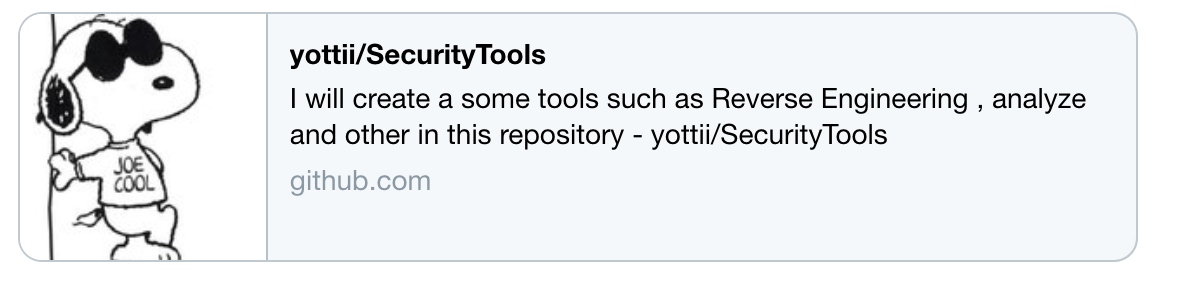 yottii/SecurityTools
I will create a some tools such as Reverse Engineering , analyze
and other in this repository - yottii/SecurityTools
github.com
JOE
COOL